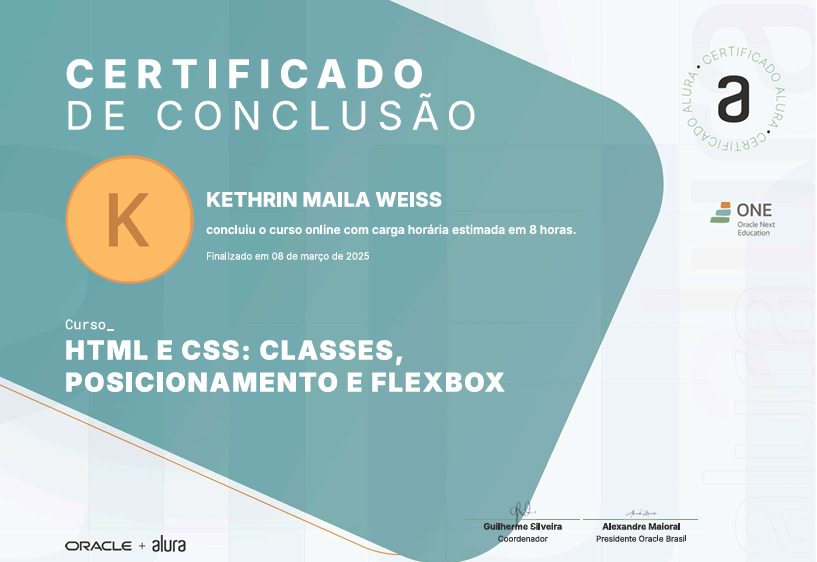 CERTIFICADO
DE CONCLUSÃO
CERTIFICADO ALURA • CERTIFICADO ALURA •
a
K
KETHRIN MAILA WEISS
concluiu o curso online com carga horária estimada em 8 horas.
Finalizado em 08 de março de 2025
ONE
Oracle Next
Education
Curso_
HTML E CSS: CLASSES,
POSICIONAMENTO E FLEXBOX
Guilherme Silveira
Coordenador
Alexandre Maioral
Presidente Oracle Brasil
ORACLE + alura
alura